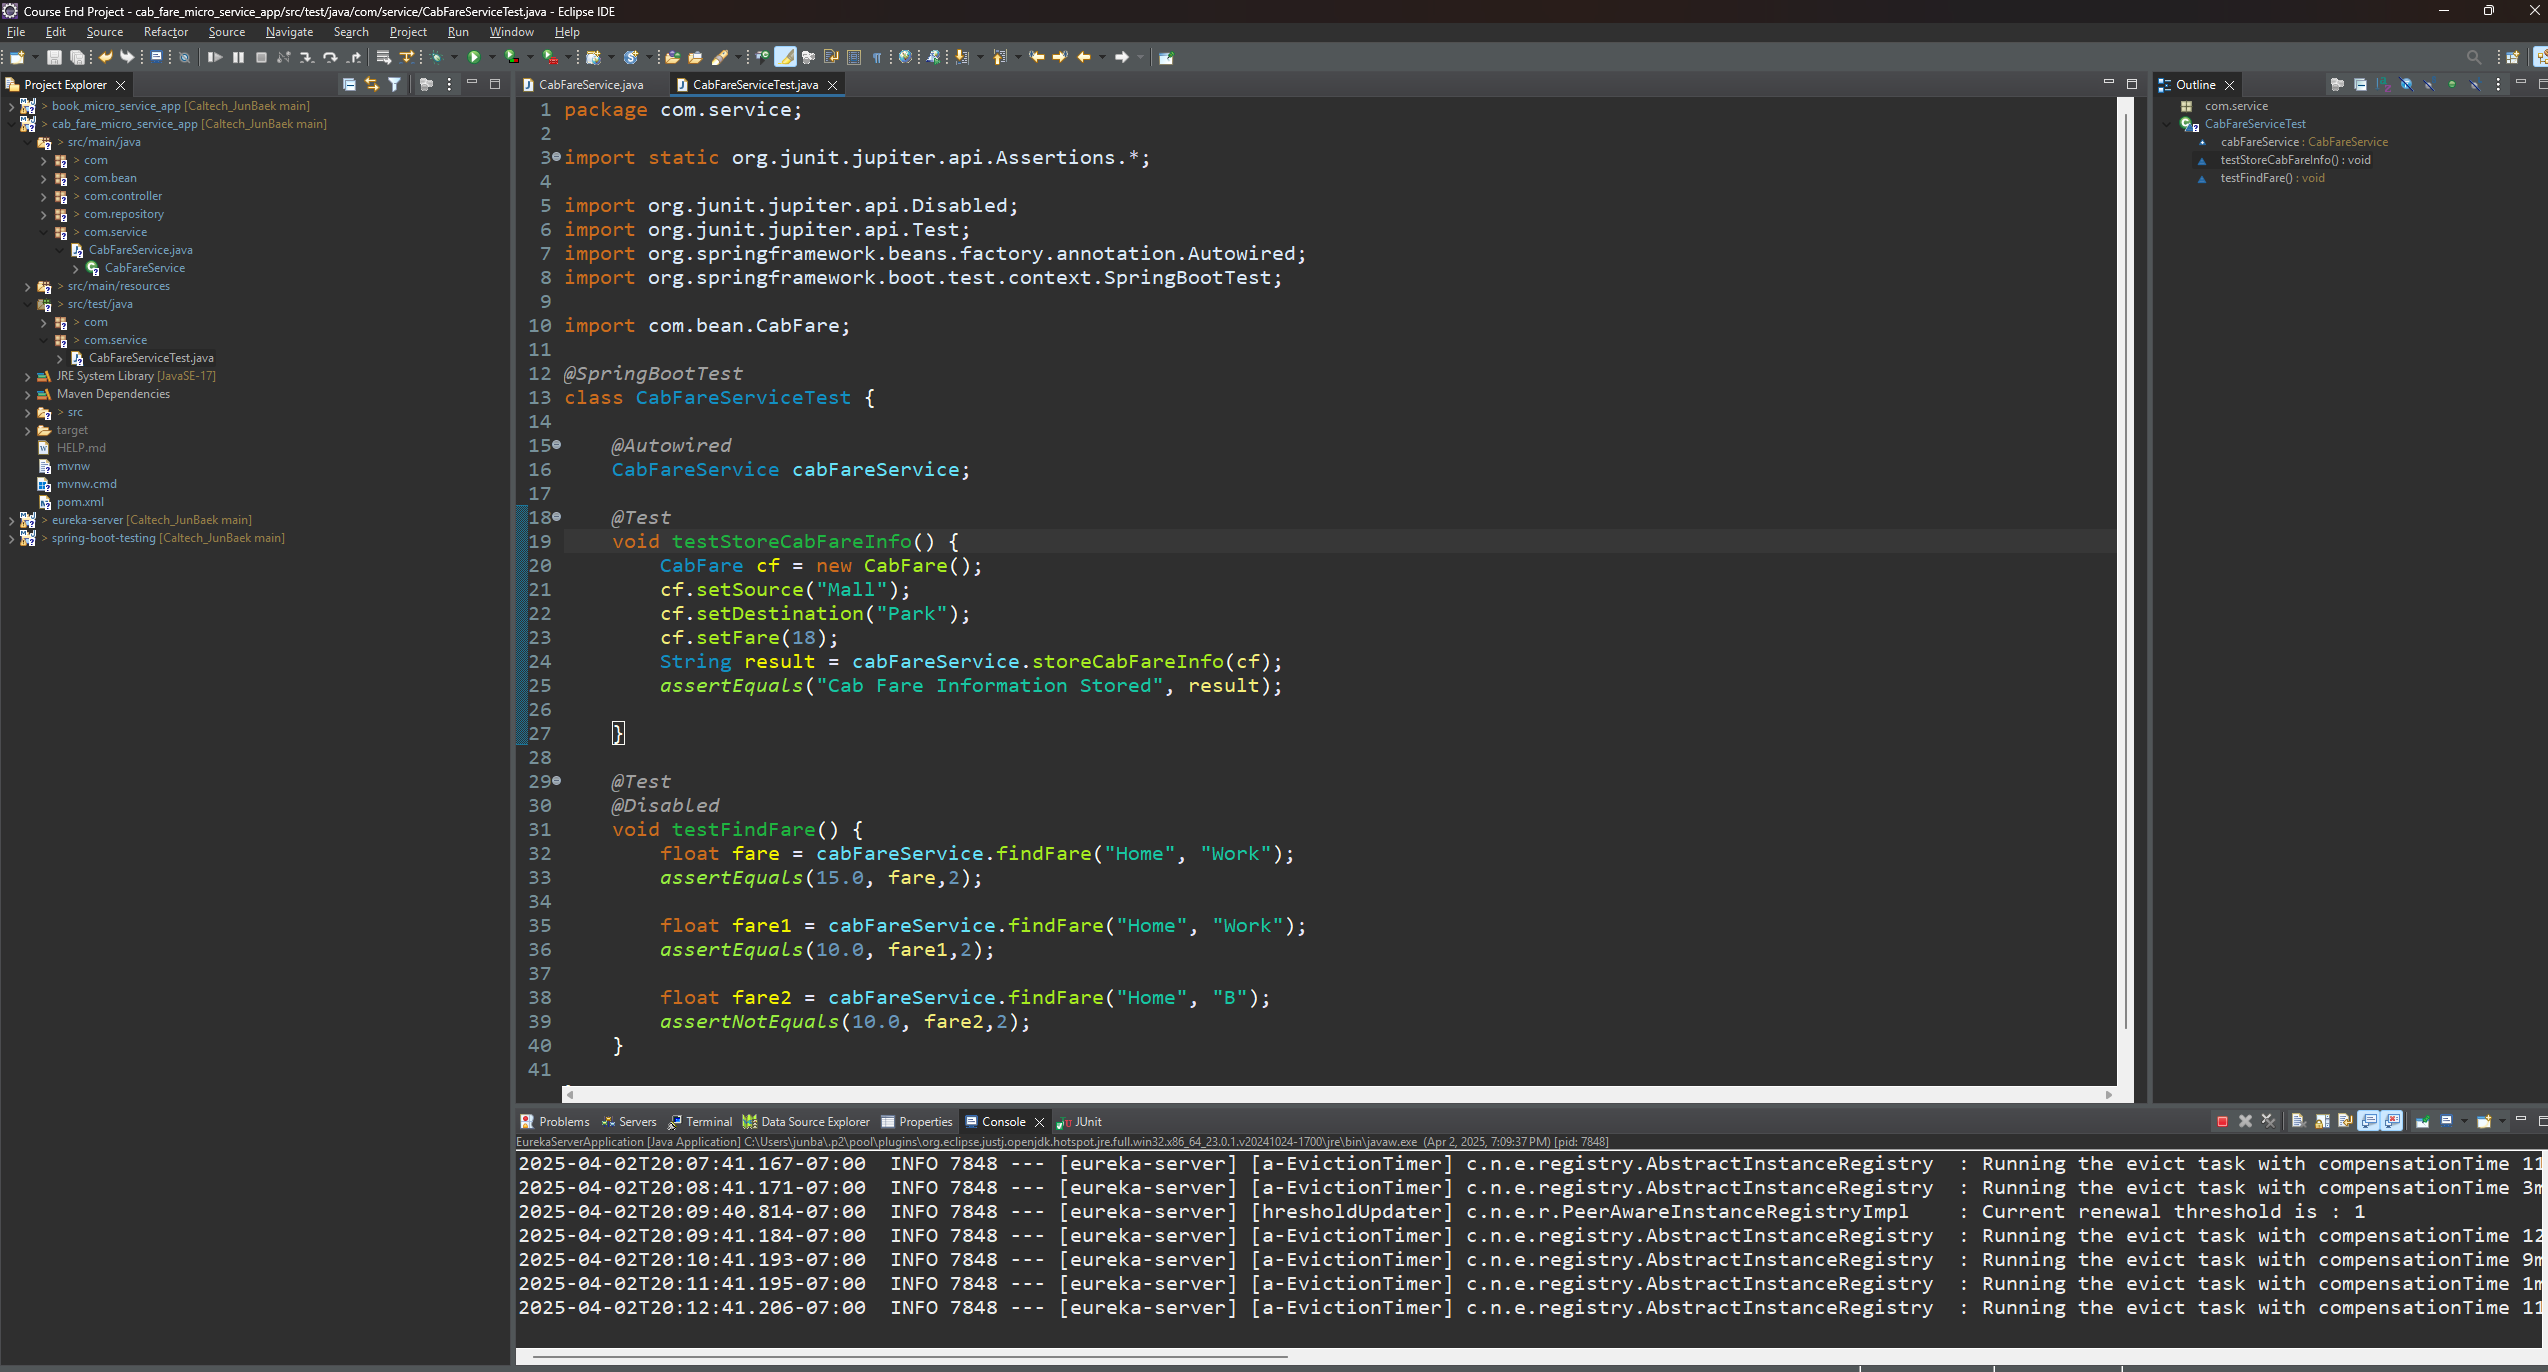 Course End Project - cab_fare_micro_service_app/src/test/java/com/service/CabFareServiceTest.java - Eclipse IDE
File Edit Source Refactor Source Navigate Search Project Run Window Help
Project Explorer
> book_micro_service_app [Caltech_JunBaek main]
> cab_fare_micro_service_app [Caltech_JunBaek main]
> src/main/java
> com
> com.bean
> com.controller
> com.repository
> com.service
CabFareService.java
CabFareService
> src/main/resources
> src/test/java
> com
> com.service
CabFareServiceTest.java
JRE System Library [JavaSE-17]
Maven Dependencies
> src
target
HELP.md
mvnw
mvnw.cmd
pom.xml
> eureka-server [Caltech_JunBaek main]
> spring-boot-testing [Caltech_JunBaek main]
CabFareService.java CabFareServiceTest.java
1 package com.service;
2
3 import static org.junit.jupiter.api.Assertions.*;
4
5 import org.junit.jupiter.api.Disabled;
6 import org.junit.jupiter.api.Test;
7 import org.springframework.beans.factory.annotation.Autowired;
8 import org.springframework.boot.test.context.SpringBootTest;
9
10 import com.bean.CabFare;
11
12 @SpringBootTest
13 class CabFareServiceTest {
14
15 @Autowired
16 CabFareService cabFareService;
17
18 @Test
19 void testStoreCabFareInfo() {
20 CabFare cf = new CabFare();
21 cf.setSource("Mall");
22 cf.setDestination("Park");
23 cf.setFare(18);
24 String result = cabFareService.storeCabFareInfo(cf);
25 assertEquals("Cab Fare Information Stored", result);
26
27 }
28
29 @Test
30 @Disabled
31 void testFindFare() {
32 float fare = cabFareService.findFare("Home", "Work");
33 assertEquals(15.0, fare,2);
34
35 float fare1 = cabFareService.findFare("Home", "Work");
36 assertEquals(10.0, fare1,2);
37
38 float fare2 = cabFareService.findFare("Home", "B");
39 assertNotEquals(10.0, fare2,2);
40 }
41
Outline
com.service
CabFareServiceTest
cabFareService : CabFareService
testStoreCabFareInfo() : void
testFindFare() : void
Problems Servers Terminal Data Source Explorer Properties Console JUnit
EurekaServerApplication [Java Application] C:\Users\junba\.p2\pool\plugins\org.eclipse.justj.openjdk.hotspot.jre.full.win32.x86_64_23.0.1.v20241024-1700\jre\bin\javaw.exe (Apr 2, 2025, 7:09:37 PM) [pid: 7848]
2025-04-02T20:07:41.167-07:00 INFO 7848 --- [eureka-server] [a-EvictionTimer] c.n.e.registry.AbstractInstanceRegistry : Running the evict task with compensationTime 11
2025-04-02T20:08:41.171-07:00 INFO 7848 --- [eureka-server] [a-EvictionTimer] c.n.e.registry.AbstractInstanceRegistry : Running the evict task with compensationTime 3m
2025-04-02T20:09:40.814-07:00 INFO 7848 --- [eureka-server] [hresholdUpdater] c.n.e.r.PeerAwareInstanceRegistryImpl : Current renewal threshold is : 1
2025-04-02T20:09:41.184-07:00 INFO 7848 --- [eureka-server] [a-EvictionTimer] c.n.e.registry.AbstractInstanceRegistry : Running the evict task with compensationTime 12
2025-04-02T20:10:41.193-07:00 INFO 7848 --- [eureka-server] [a-EvictionTimer] c.n.e.registry.AbstractInstanceRegistry : Running the evict task with compensationTime 9m
2025-04-02T20:11:41.195-07:00 INFO 7848 --- [eureka-server] [a-EvictionTimer] c.n.e.registry.AbstractInstanceRegistry : Running the evict task with compensationTime 1m
2025-04-02T20:12:41.206-07:00 INFO 7848 --- [eureka-server] [a-EvictionTimer] c.n.e.registry.AbstractInstanceRegistry : Running the evict task with compensationTime 11